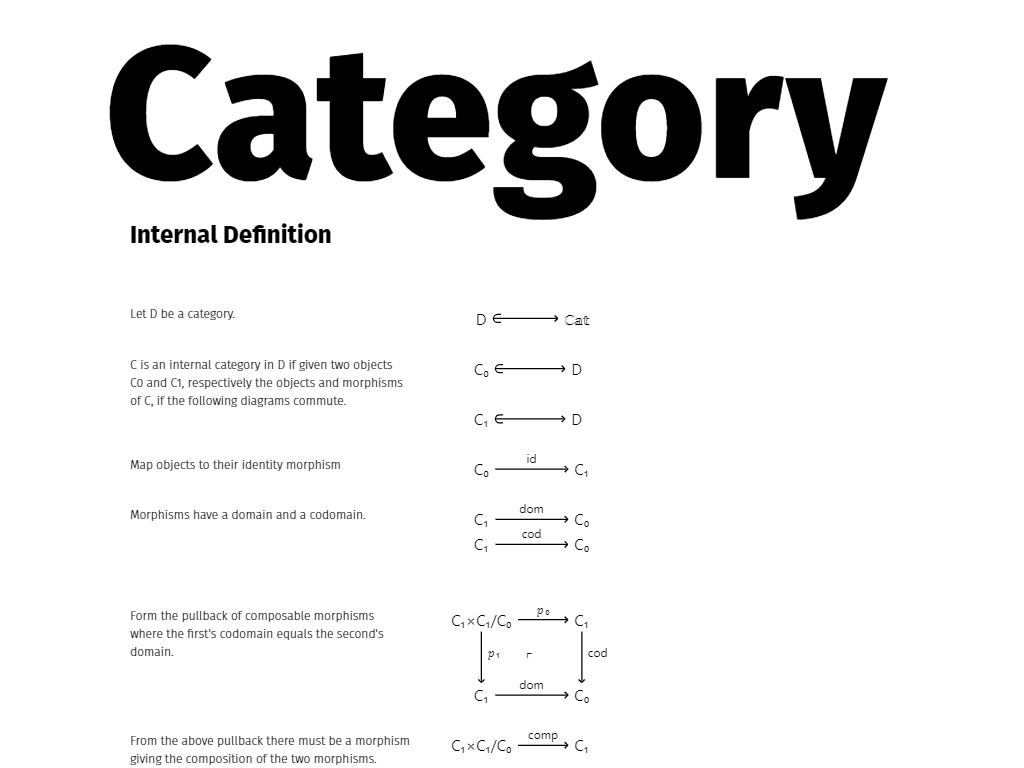 Category
Internal Definition
Let D be a category.
D ∈ Cat
C is an internal category in D if given two objects
C₀ ∈ D
C0 and C1, respectively the objects and morphisms
of C, if the following diagrams commute.
C₁ ∈ D
id
Map objects to their identity morphism
C₀ C₁
dom
Morphisms have a domain and a codomain.
C₁ C₀
cod
C₁ C₀
Form the pullback of composable morphisms
p₀
C₁×C₁/C₀ C₁
where the first's codomain equals the second's
domain.
p₁ ⌜ cod
dom
C₁ C₀
From the above pullback there must be a morphism
comp
C₁×C₁/C₀ C₁
giving the composition of the two morphisms.